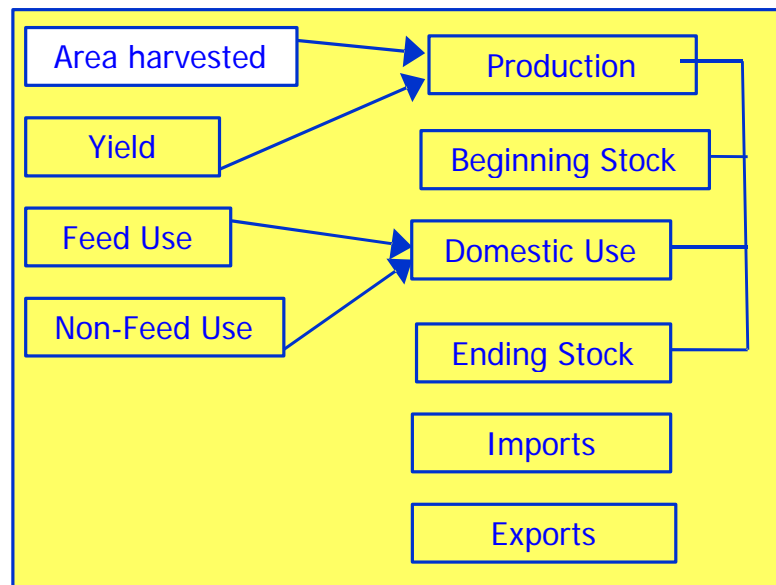 Area harvested
Production
Yield
Beginning Stock
Feed Use
Domestic Use
Non-Feed Use
Ending Stock
Imports
Exports